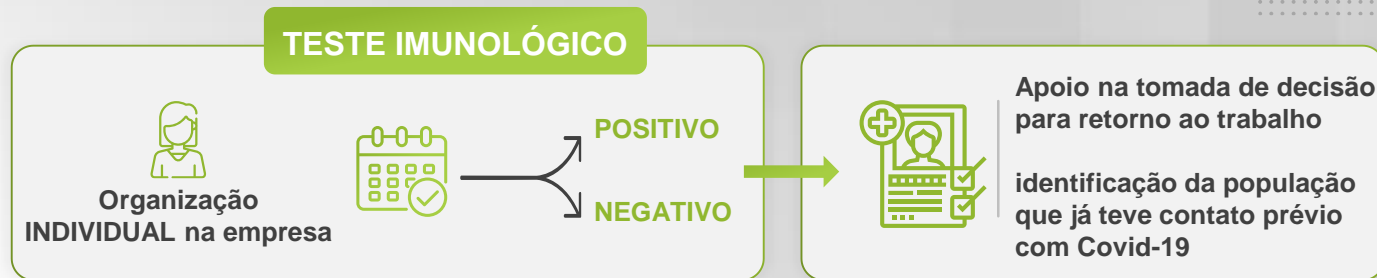 TESTE IMUNOLÓGICO
Organização
INDIVIDUAL na empresa
POSITIVO
NEGATIVO
Apoio na tomada de decisão
para retorno ao trabalho
identificação da população
que já teve contato prévio
com Covid-19